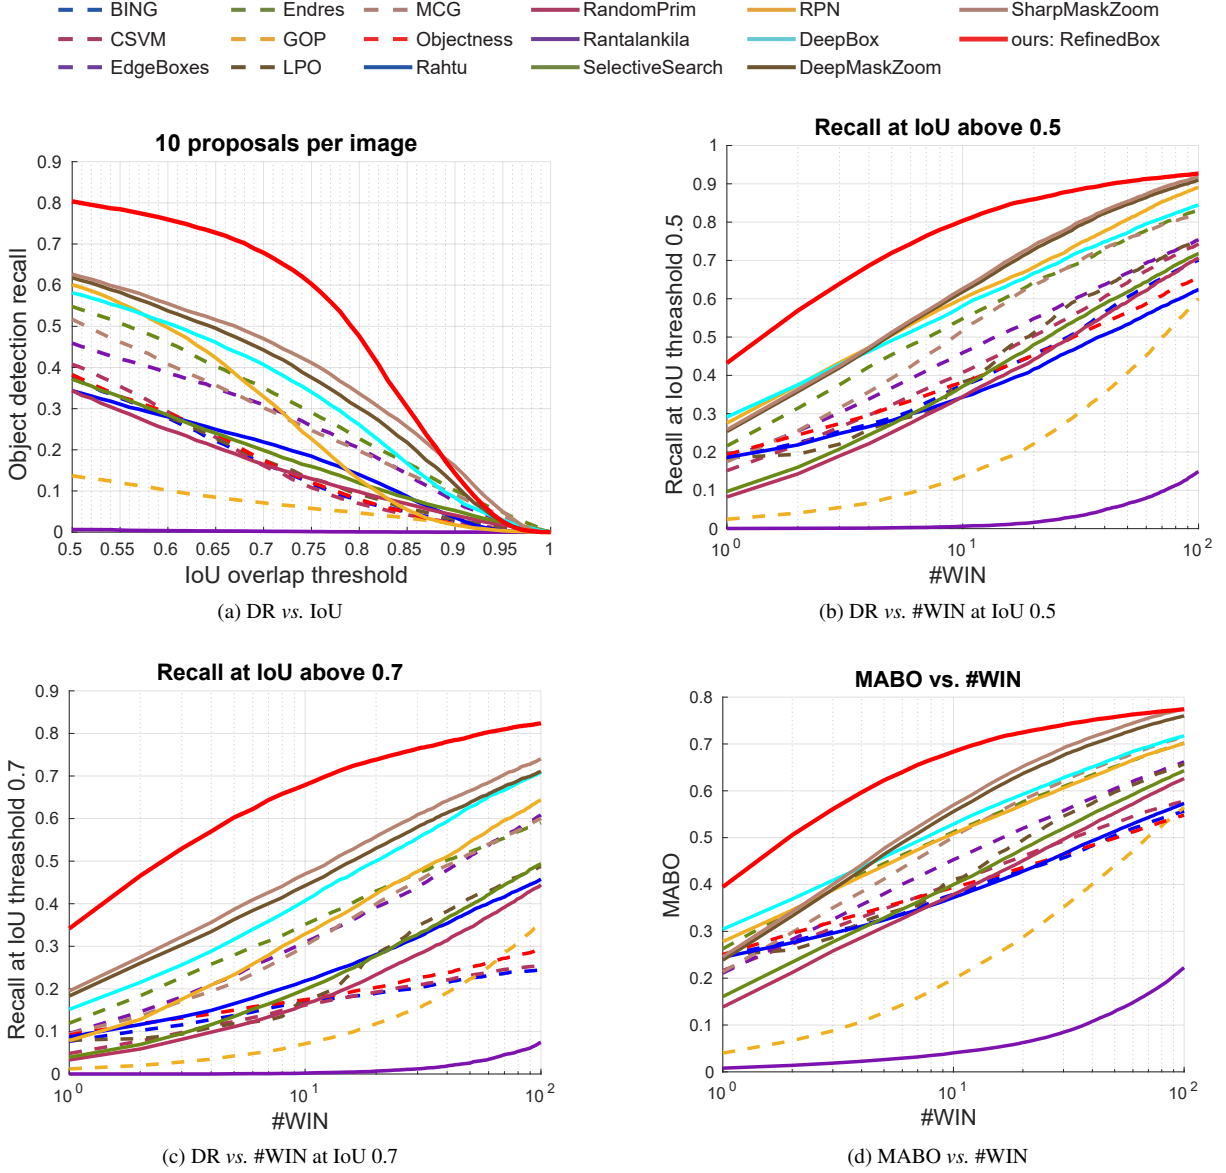 BING Endres MCG RandomPrim RPN SharpMaskZoom
CSVM GOP Objectness Rantalankila DeepBox ours: RefinedBox
EdgeBoxes LPO Rahtu SelectiveSearch DeepMaskZoom
10 proposals per image
Object detection recall
0.9
0.8
0.7
0.6
0.5
0.4
0.3
0.2
0.1
0
0.5 0.55 0.6 0.65 0.7 0.75 0.8 0.85 0.9 0.95 1
IoU overlap threshold
(a) DR vs. IoU
Recall at IoU above 0.5
Recall at IoU threashold 0.5
1
0.9
0.8
0.7
0.6
0.5
0.4
0.3
0.2
0.1
0
10^0 10^1 10^2
#WIN
(b) DR vs. #WIN at IoU 0.5
Recall at IoU above 0.7
Recall at IoU threashold 0.7
0.9
0.8
0.7
0.6
0.5
0.4
0.3
0.2
0.1
0
10^0 10^1 10^2
#WIN
(c) DR vs. #WIN at IoU 0.7
MABO vs. #WIN
MABO
0.8
0.7
0.6
0.5
0.4
0.3
0.2
0.1
0
10^0 10^1 10^2
#WIN
(d) MABO vs. #WIN